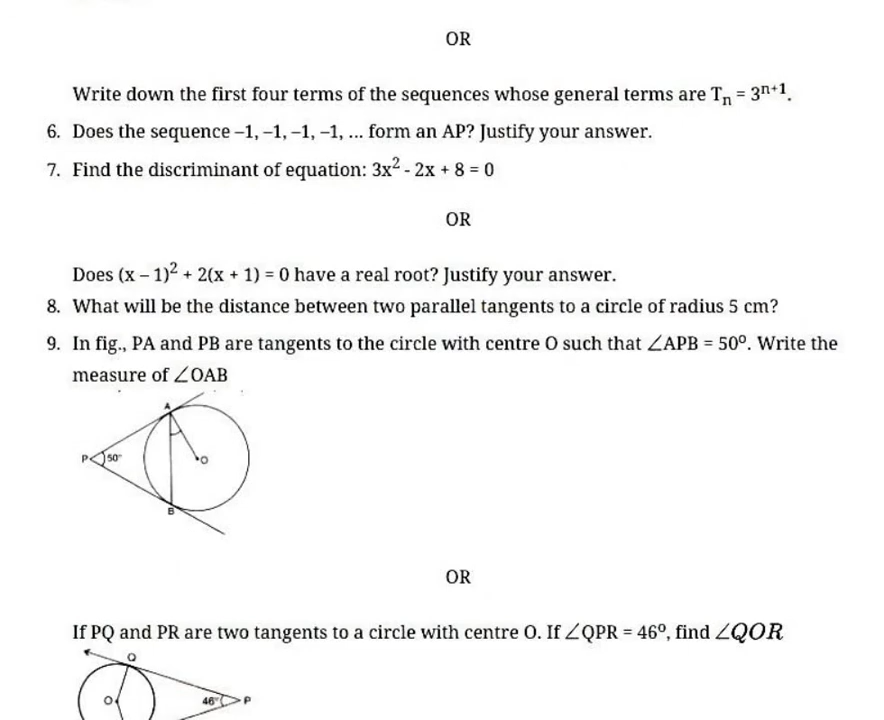 OR
Write down the first four terms of the sequences whose general terms are Tₙ = 3ⁿ⁺¹.
6. Does the sequence –1, –1, –1, –1, ... form an AP? Justify your answer.
7. Find the discriminant of equation: 3x² - 2x + 8 = 0
OR
Does (x – 1)² + 2(x + 1) = 0 have a real root? Justify your answer.
8. What will be the distance between two parallel tangents to a circle of radius 5 cm?
9. In fig., PA and PB are tangents to the circle with centre O such that ∠APB = 50⁰. Write the
measure of ∠OAB
A
P 50° O
B
OR
If PQ and PR are two tangents to a circle with centre O. If ∠QPR = 46⁰, find ∠QOR
Q
O 46° P